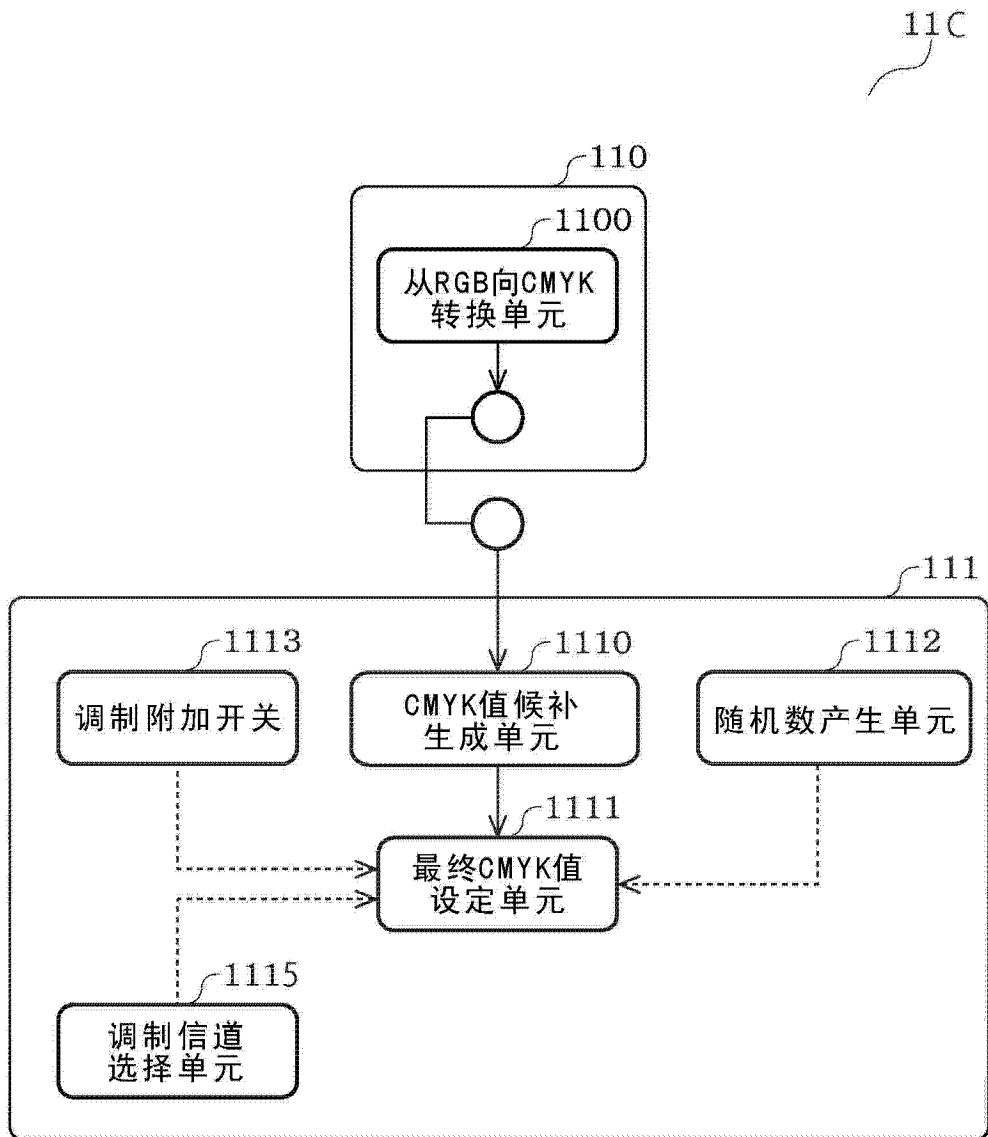 11C
110
1100
从RGB向CMYK
转换单元
111
1113
调制附加开关
1110
CMYK值候补
生成单元
1112
随机数产生单元
1111
最终CMYK值
设定单元
1115
调制信道
选择单元